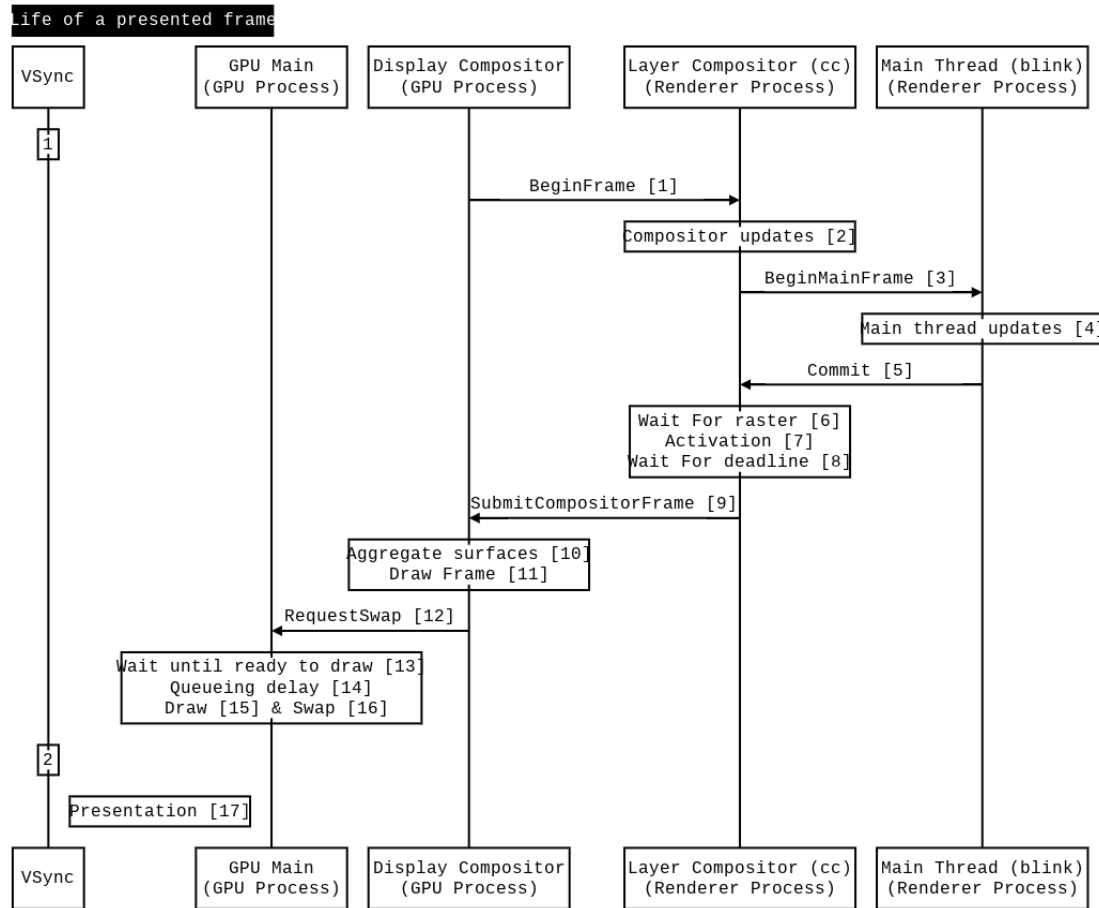 Life of a presented frame
VSync
GPU Main
(GPU Process)
Display Compositor
(GPU Process)
Layer Compositor (cc)
(Renderer Process)
Main Thread (blink)
(Renderer Process)
1
BeginFrame [1]
Compositor updates [2]
BeginMainFrame [3]
Main thread updates [4]
Commit [5]
Wait For raster [6]
Activation [7]
Wait For deadline [8]
SubmitCompositorFrame [9]
Aggregate surfaces [10]
Draw Frame [11]
RequestSwap [12]
Wait until ready to draw [13]
Queueing delay [14]
Draw [15] & Swap [16]
2
Presentation [17]
VSync
GPU Main
(GPU Process)
Display Compositor
(GPU Process)
Layer Compositor (cc)
(Renderer Process)
Main Thread (blink)
(Renderer Process)